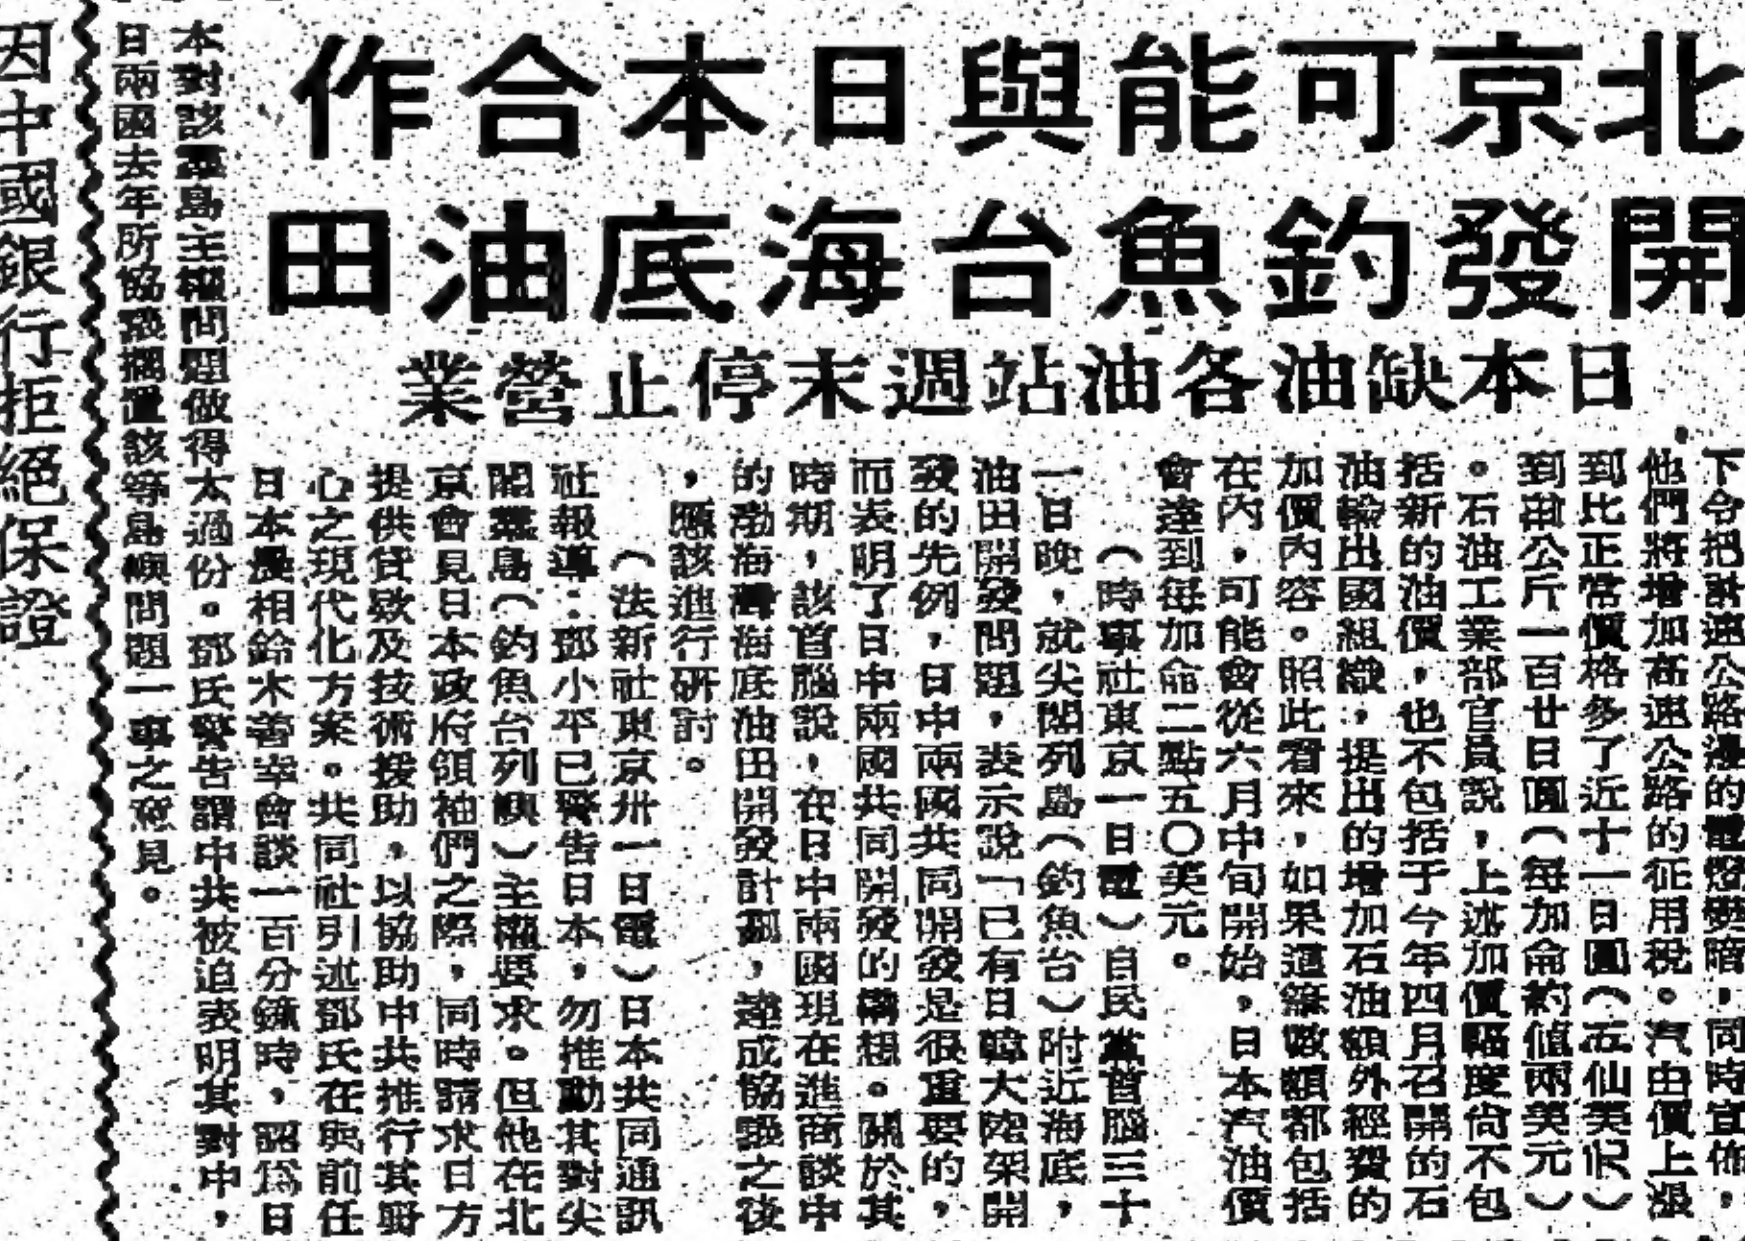 北京可能與日本合作
開發釣魚台海底油田
日本缺油各油站週末停止營業
下令把高速公路邊的電燈變暗，同時宣佈，
他們將增加高速公路的征用稅。汽油價上漲
到比正常價格多了近十一日圓（五仙美元）
公斤一百廿日圓（每加侖約值兩美元）
。石油工業部官員說，上述加價幅度尚不包
括新的油價，也不包括于今年四月召開的石
油輸出國組織，提出的增加石油額外經費的
加價內容。照此看來，如果這筆數額都包括
在內，可能會從六月中旬開始，日本汽油價
會達到每加侖二點五〇美元。
（時事社東京一日電）自民黨首腦三十
一日晚，就尖閣列島（釣魚台）附近海底，
油田開發問題，表示說「已有日韓大陸架開
發的先例，日中兩國共同開發是很重要的，
而表明了日中兩國共同開發的構想。關於其
時期，該首腦說，在日中兩國現在進商談中
的渤海灣海底油田開發計劃，達成協議之後
，應該進行研討。
（法新社東京卅一日電）日本共同通訊
社報導：鄧小平已警告日本，勿推動其對尖
閣羣島（釣魚台列嶼）主權要求。但他在北
京會見日本政府領袖們之際，同時請求日方
提供貸款及技術援助，以協助中共推行其野
心之現代化方案。共同社引述鄧氏在與前任
日本農相鈴木善幸會談一百分鐘時，認爲日
本對該羣島主權問題做得太過份。鄧氏警告謂中共被迫表明其對中，
日兩國去年所協議擱置該等島嶼問題一事之意見。
因中國銀行拒絕保證